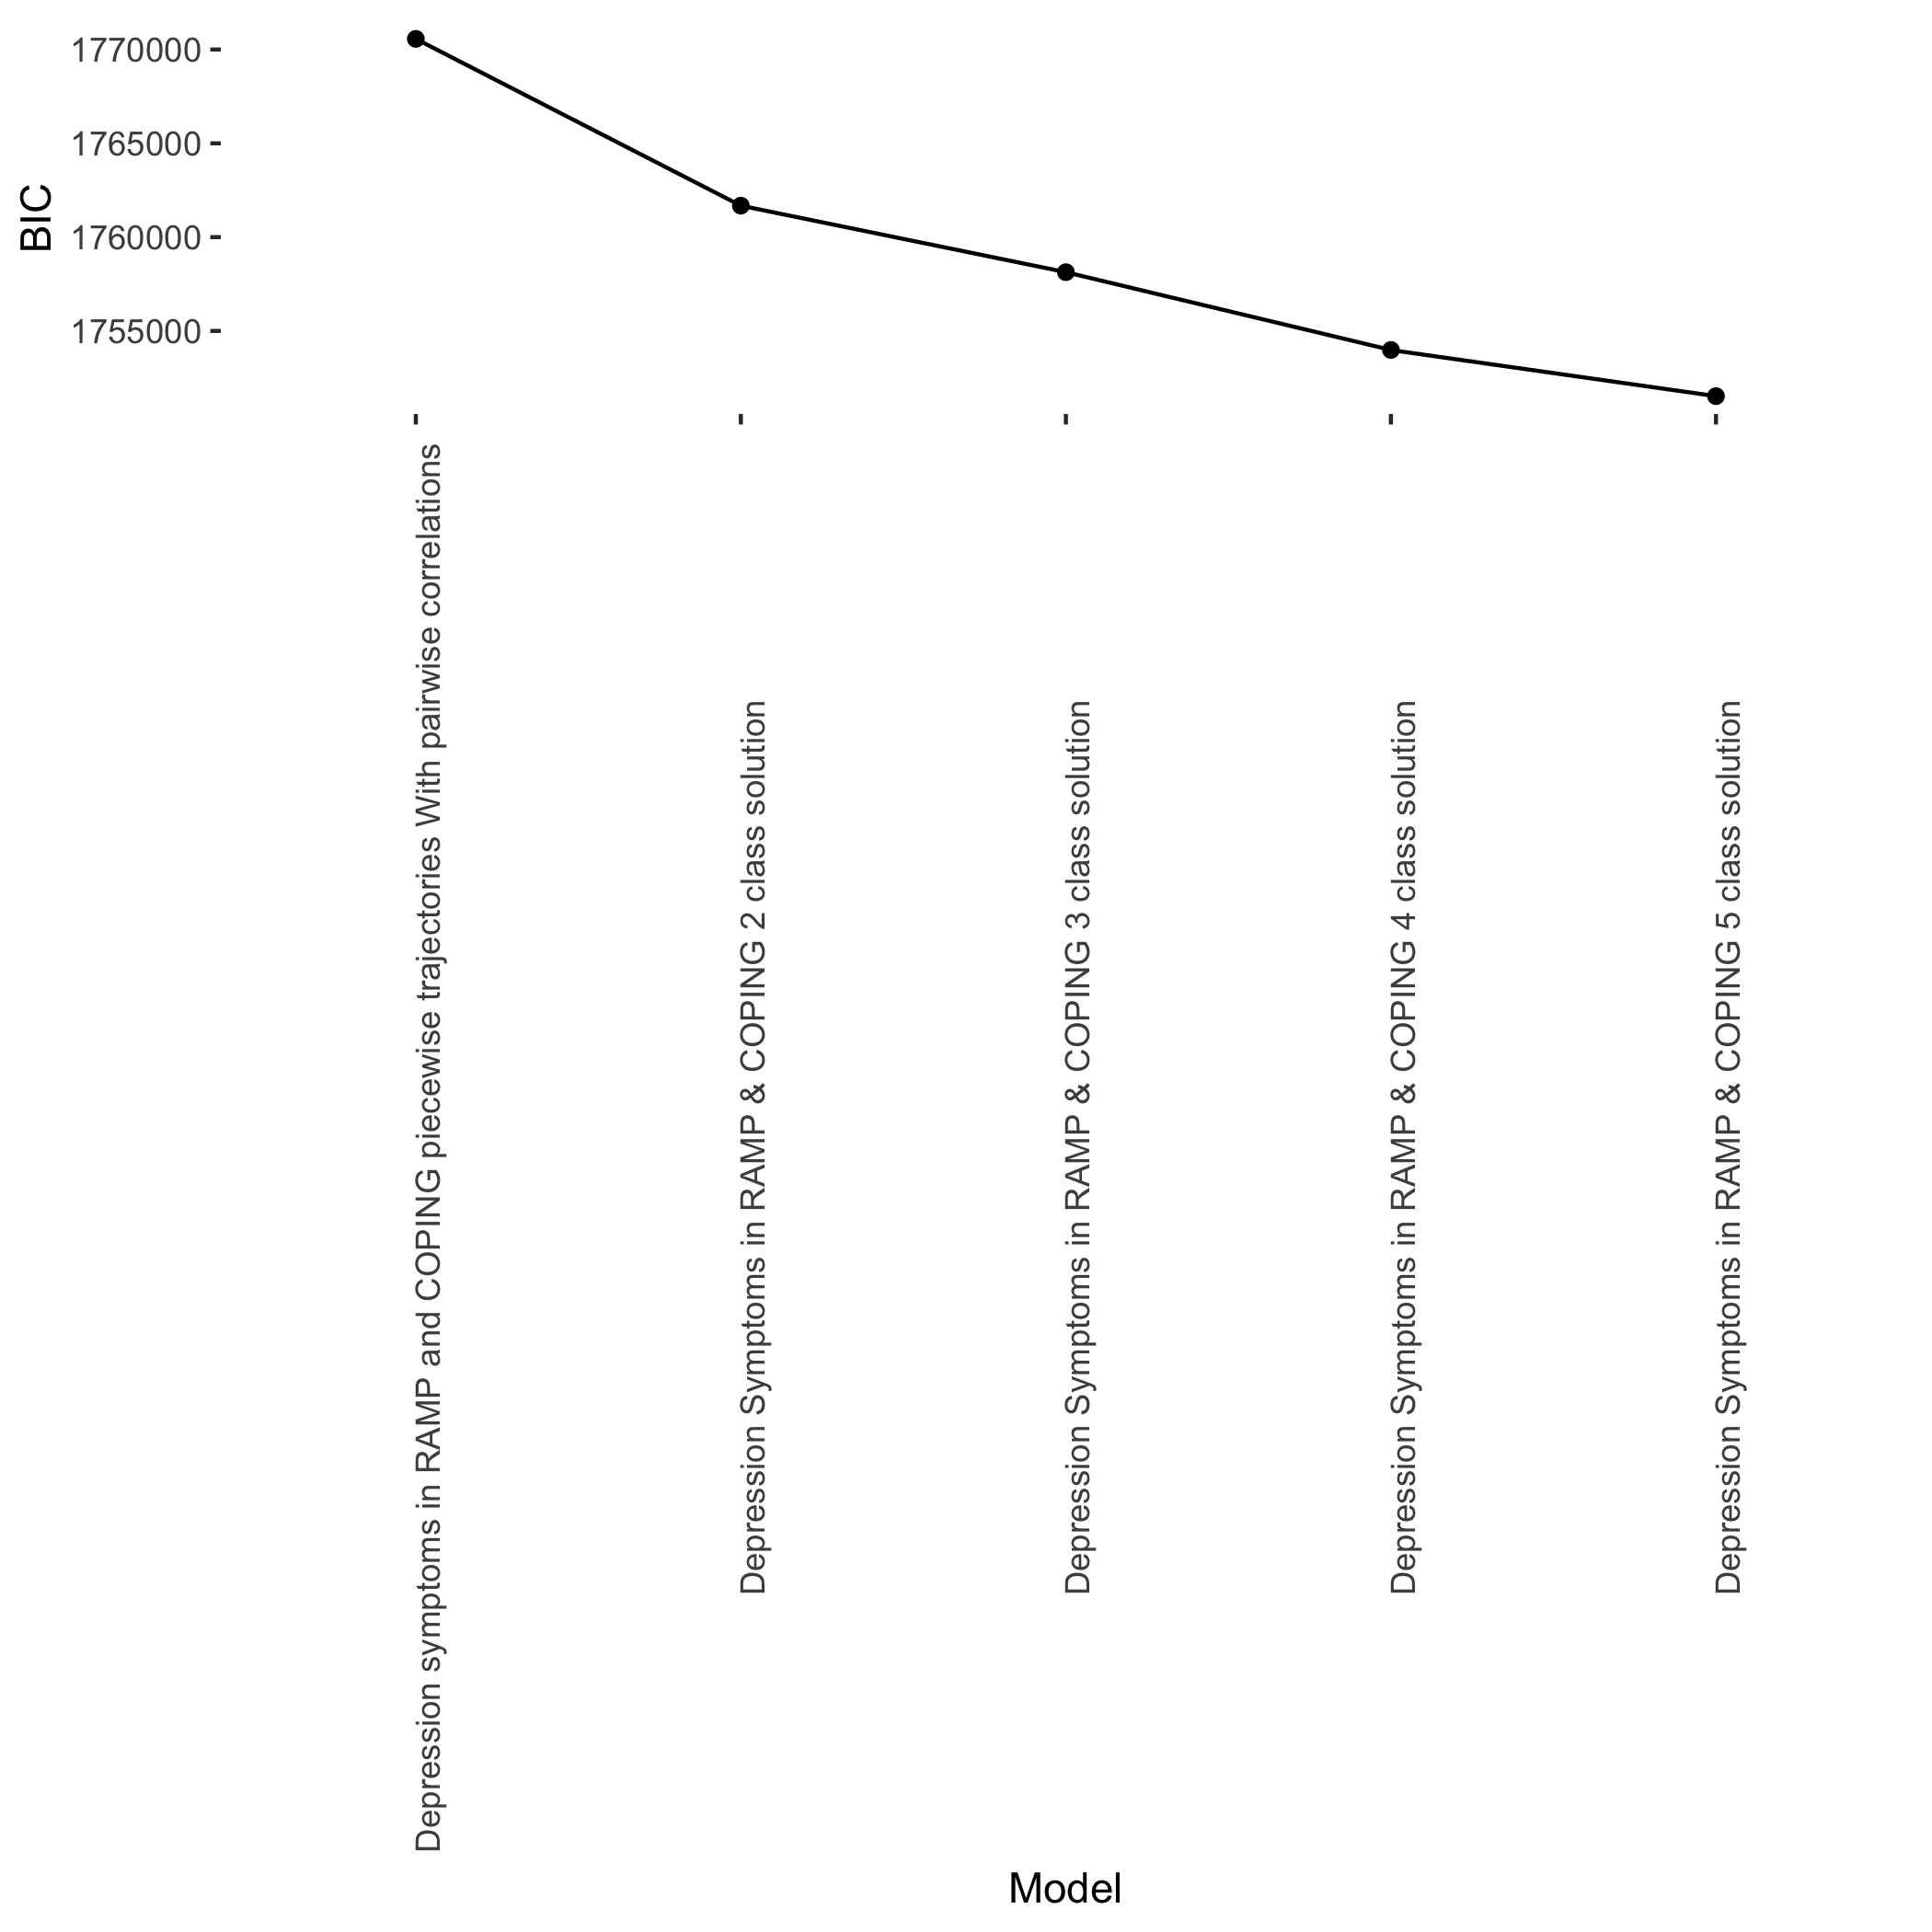 BIC
1770000
1765000
1760000
1755000
Depression symptoms in RAMP and COPING piecewise trajectories With pairwise correlations
Depression Symptoms in RAMP & COPING 2 class solution
Depression Symptoms in RAMP & COPING 3 class solution
Depression Symptoms in RAMP & COPING 4 class solution
Depression Symptoms in RAMP & COPING 5 class solution
Model